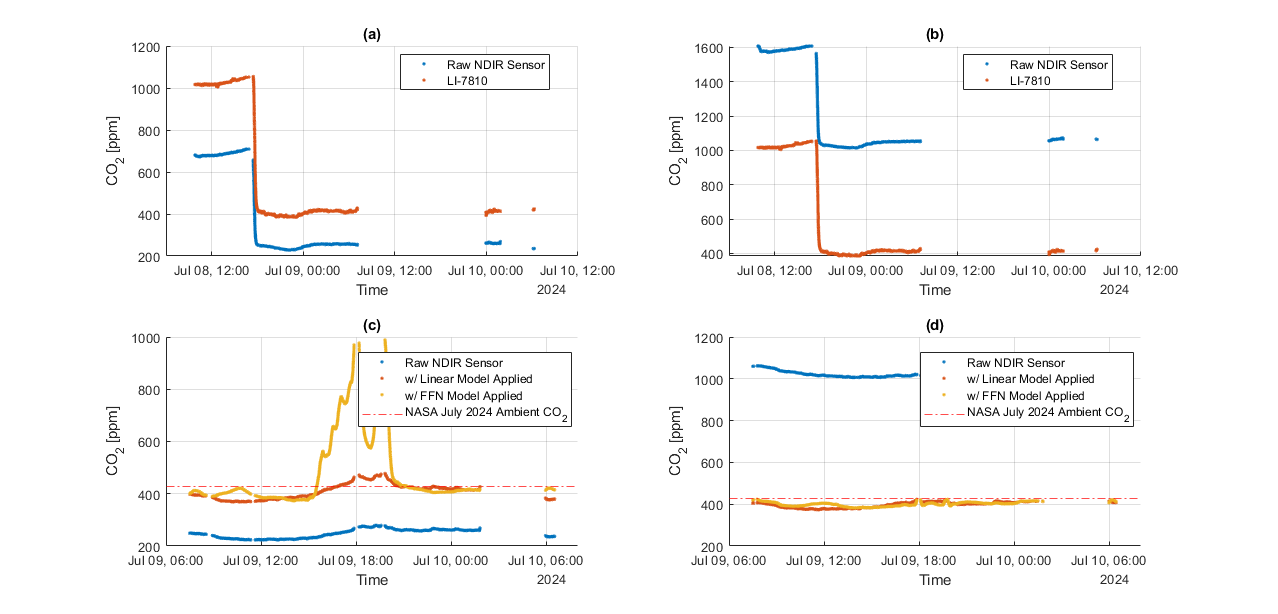 (a)
1200
1000
800
600
400
200
CO2 [ppm]
Raw NDIR Sensor
LI-7810
Jul 08, 12:00
Jul 09, 00:00
Jul 09, 12:00
Jul 10, 00:00
Jul 10, 12:00
Time
2024
(b)
1600
1400
1200
1000
800
600
400
CO2 [ppm]
Raw NDIR Sensor
LI-7810
Jul 08, 12:00
Jul 09, 00:00
Jul 09, 12:00
Jul 10, 00:00
Jul 10, 12:00
Time
2024
(c)
1000
800
600
400
200
CO2 [ppm]
Raw NDIR Sensor
w/ Linear Model Applied
w/ FFN Model Applied
NASA July 2024 Ambient CO2
Jul 09, 06:00
Jul 09, 12:00
Jul 09, 18:00
Jul 10, 00:00
Jul 10, 06:00
Time
2024
(d)
1200
1000
800
600
400
200
CO2 [ppm]
Raw NDIR Sensor
w/ Linear Model Applied
w/ FFN Model Applied
NASA July 2024 Ambient CO2
Jul 09, 06:00
Jul 09, 12:00
Jul 09, 18:00
Jul 10, 00:00
Jul 10, 06:00
Time
2024